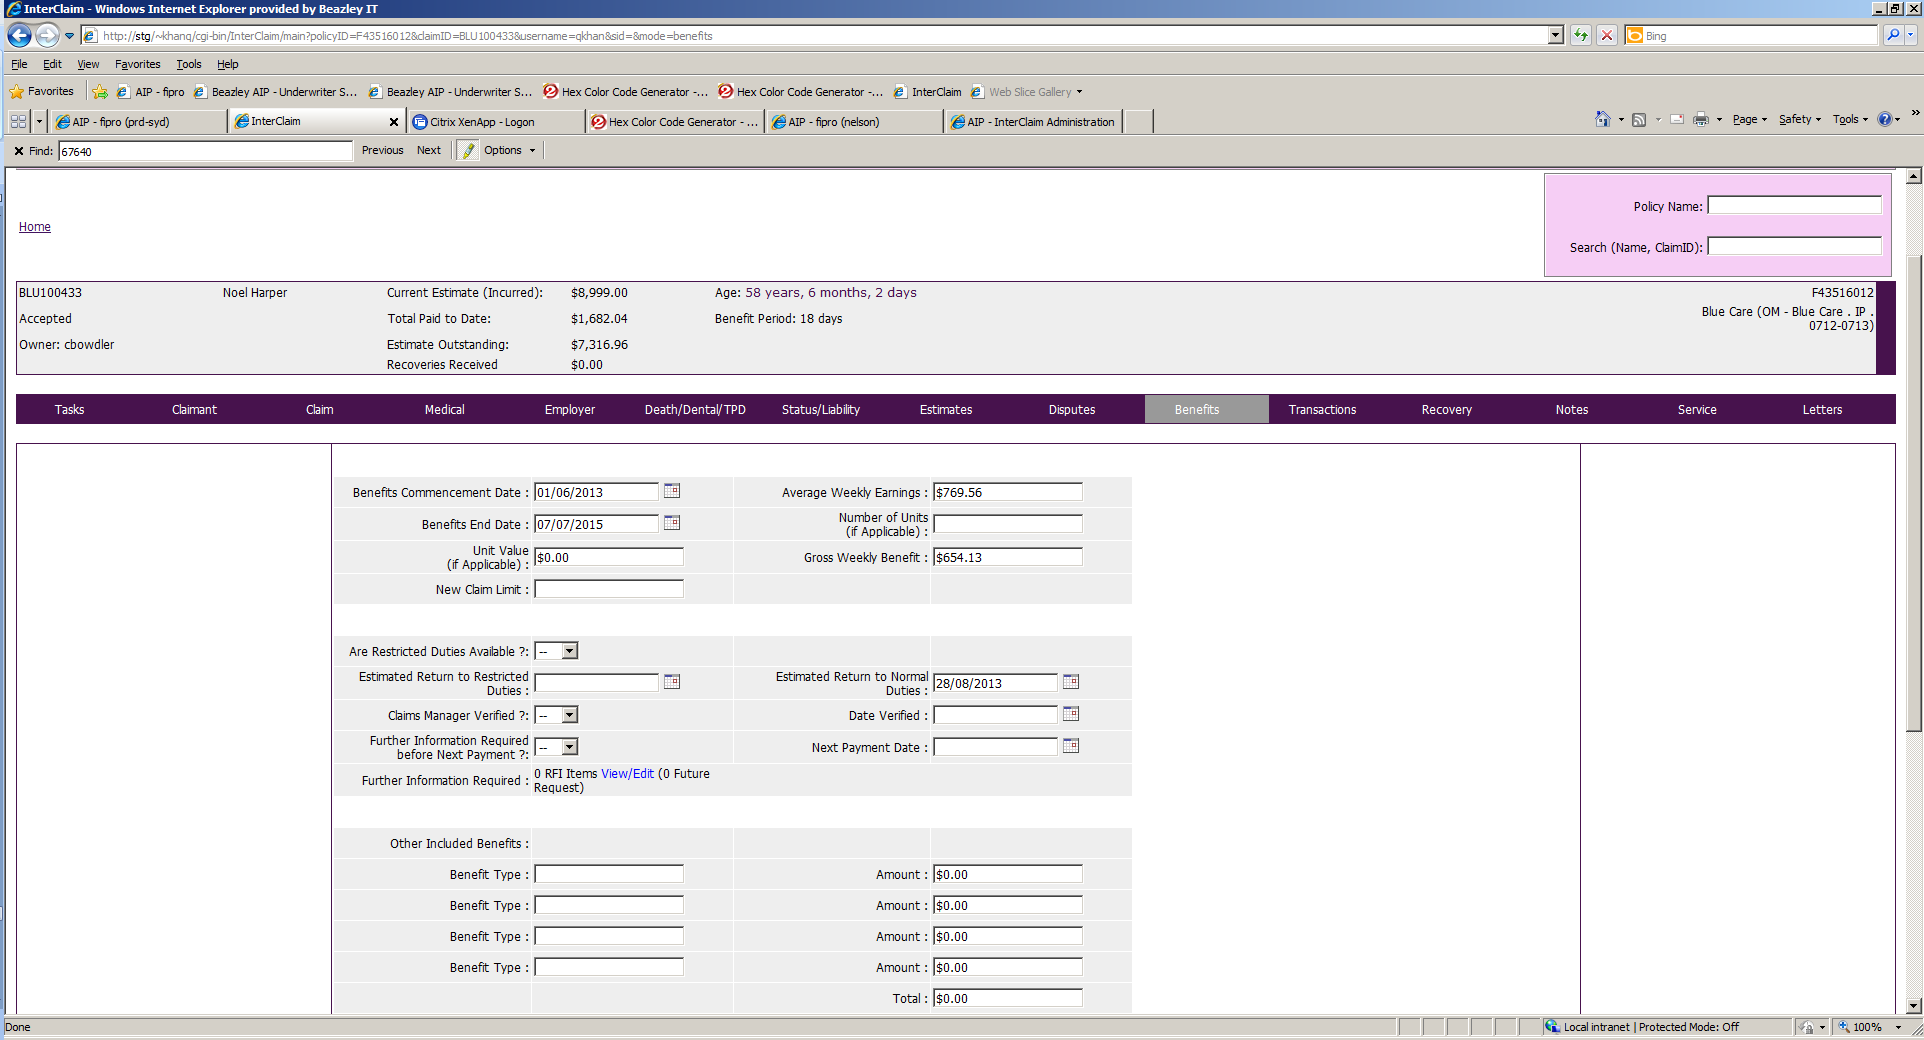 InterClaim - Windows Internet Explorer provided by Beazley IT
http://stg/~khanq/cgi-bin/InterClaim/main?policyID=F43516012&claimID=BLU100433&username=qkhan&sid=&mode=benefits
Bing
File Edit View Favorites Tools Help
Favorites AIP - fipro Beazley AIP - Underwriter S... Beazley AIP - Underwriter S... Hex Color Code Generator -... Hex Color Code Generator -... InterClaim Web Slice Gallery
AIP - fipro (prd-syd) InterClaim Citrix XenApp - Logon Hex Color Code Generator - ... AIP - fipro (nelson) AIP - InterClaim Administration Page Safety Tools
Find: 67640 Previous Next Options
Policy Name:
Home
Search (Name, ClaimID):
BLU100433 Noel Harper Current Estimate (Incurred): $8,999.00 Age: 58 years, 6 months, 2 days F43516012
Accepted Total Paid to Date: $1,682.04 Benefit Period: 18 days Blue Care (OM - Blue Care . IP .
0712-0713)
Owner: cbowdler Estimate Outstanding: $7,316.96
Recoveries Received $0.00
Tasks Claimant Claim Medical Employer Death/Dental/TPD Status/Liability Estimates Disputes Benefits Transactions Recovery Notes Service Letters
Benefits Commencement Date : 01/06/2013 Average Weekly Earnings : $769.56
Benefits End Date : 07/07/2015 Number of Units
(if Applicable) :
Unit Value
(if Applicable) : $0.00 Gross Weekly Benefit : $654.13
New Claim Limit :
Are Restricted Duties Available ?: --
Estimated Return to Restricted
Duties : Estimated Return to Normal
Duties : 28/08/2013
Claims Manager Verified ?: -- Date Verified :
Further Information Required
before Next Payment ?: -- Next Payment Date :
Further Information Required : 0 RFI Items View/Edit (0 Future
Request)
Other Included Benefits :
Benefit Type : Amount : $0.00
Benefit Type : Amount : $0.00
Benefit Type : Amount : $0.00
Benefit Type : Amount : $0.00
Total : $0.00
Done Local intranet | Protected Mode: Off 100%